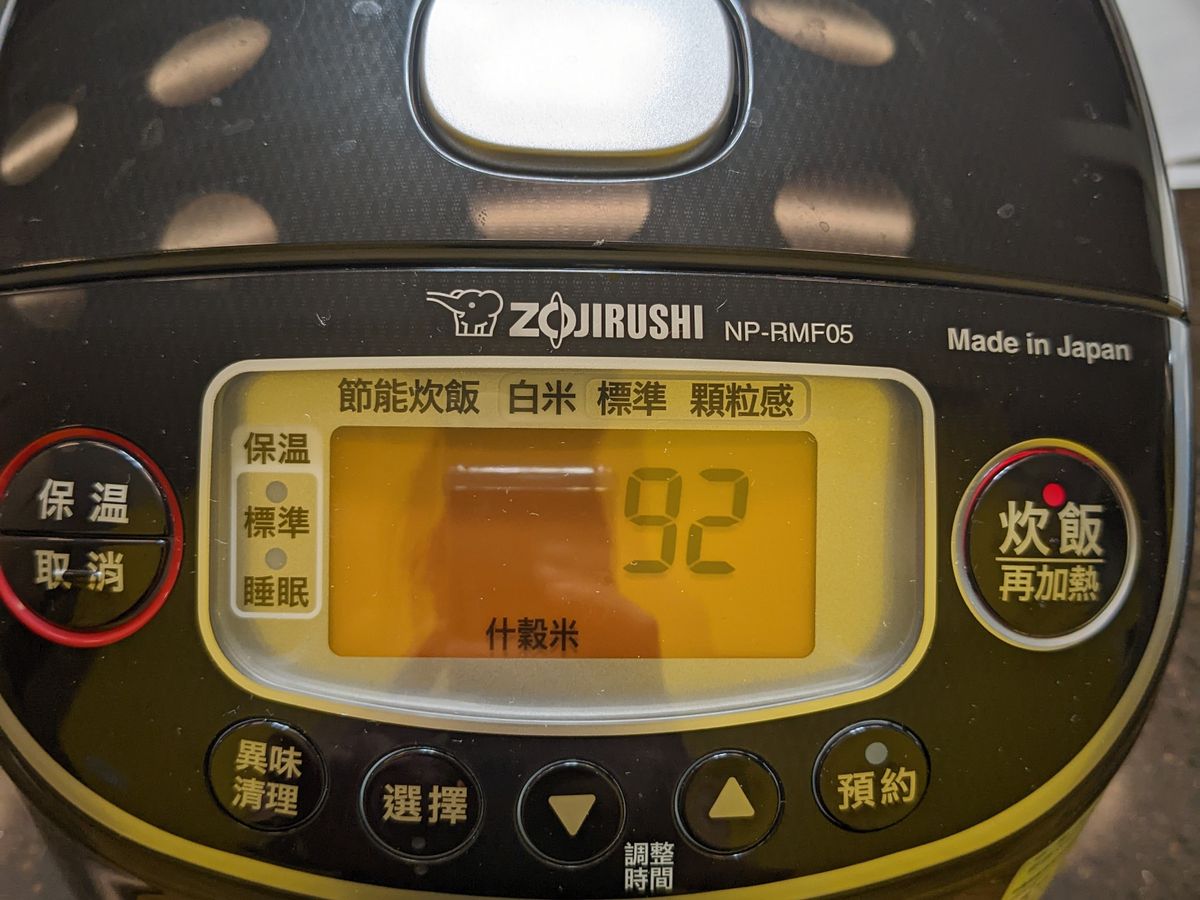 ZOJIRUSHI NP-RMF05
Made in Japan
節能炊飯 白米 標準 顆粒感
保温
標準
睡眠
92
什穀米
保温
取消
炊飯
再加熱
異味
清理
選擇
預約
調整
時間